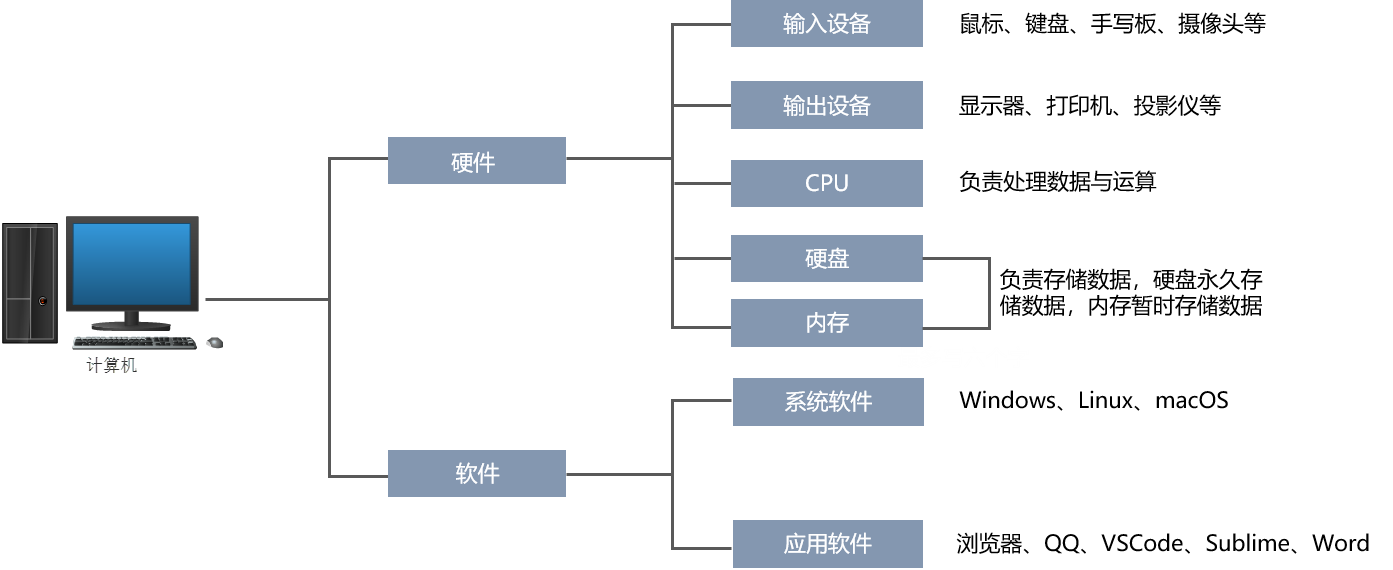 输入设备
鼠标、键盘、手写板、摄像头等
输出设备
显示器、打印机、投影仪等
硬件
CPU
负责处理数据与运算
硬盘
负责存储数据，硬盘永久存
储数据，内存暂时存储数据
内存
计算机
系统软件
Windows、Linux、macOS
软件
应用软件
浏览器、QQ、VSCode、Sublime、Word